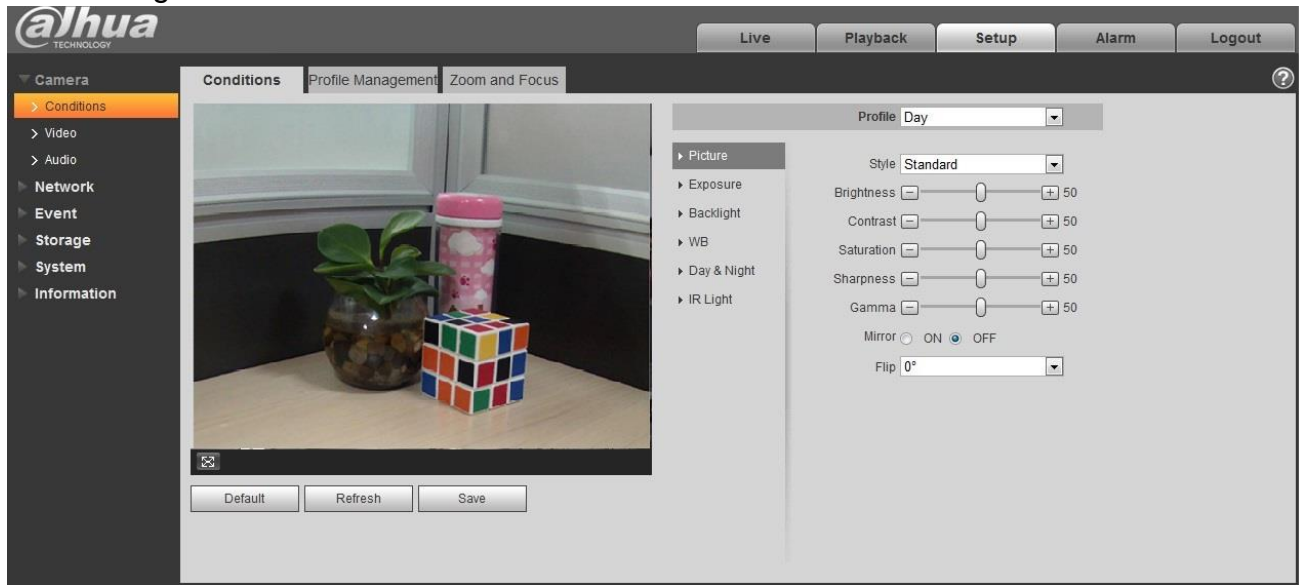 alhua
TECHNOLOGY
Live Playback Setup Alarm Logout
Camera
Conditions
Video
Audio
Network
Event
Storage
System
Information
Conditions Profile Management Zoom and Focus
?
Default Refresh Save
Profile Day
Picture
Exposure
Backlight
WB
Day & Night
IR Light
Style Standard
Brightness 50
Contrast 50
Saturation 50
Sharpness 50
Gamma 50
Mirror ON OFF
Flip 0°